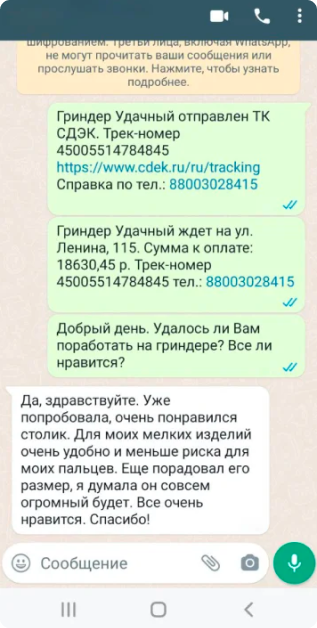 шифрованием. Третьи лица, включая WhatsApp,
не могут прочитать ваши сообщения или
прослушать звонки. Нажмите, чтобы узнать
подробнее.
Гриндер Удачный отправлен ТК
СДЭК. Трек-номер
45005514784845
https://www.cdek.ru/ru/tracking
Справка по тел.: 88003028415
Гриндер Удачный ждет на ул.
Ленина, 115. Сумма к оплате:
18630,45 р. Трек-номер
45005514784845 тел.: 88003028415
Добрый день. Удалось ли Вам
поработать на гриндере? Все ли
нравится?
Да, здравствуйте. Уже
попробовала, очень понравился
столик. Для моих мелких изделий
очень удобно и меньше риска для
моих пальцев. Еще порадовал его
размер, я думала он совсем
огромный будет. Все очень
нравится. Спасибо!
Сообщение